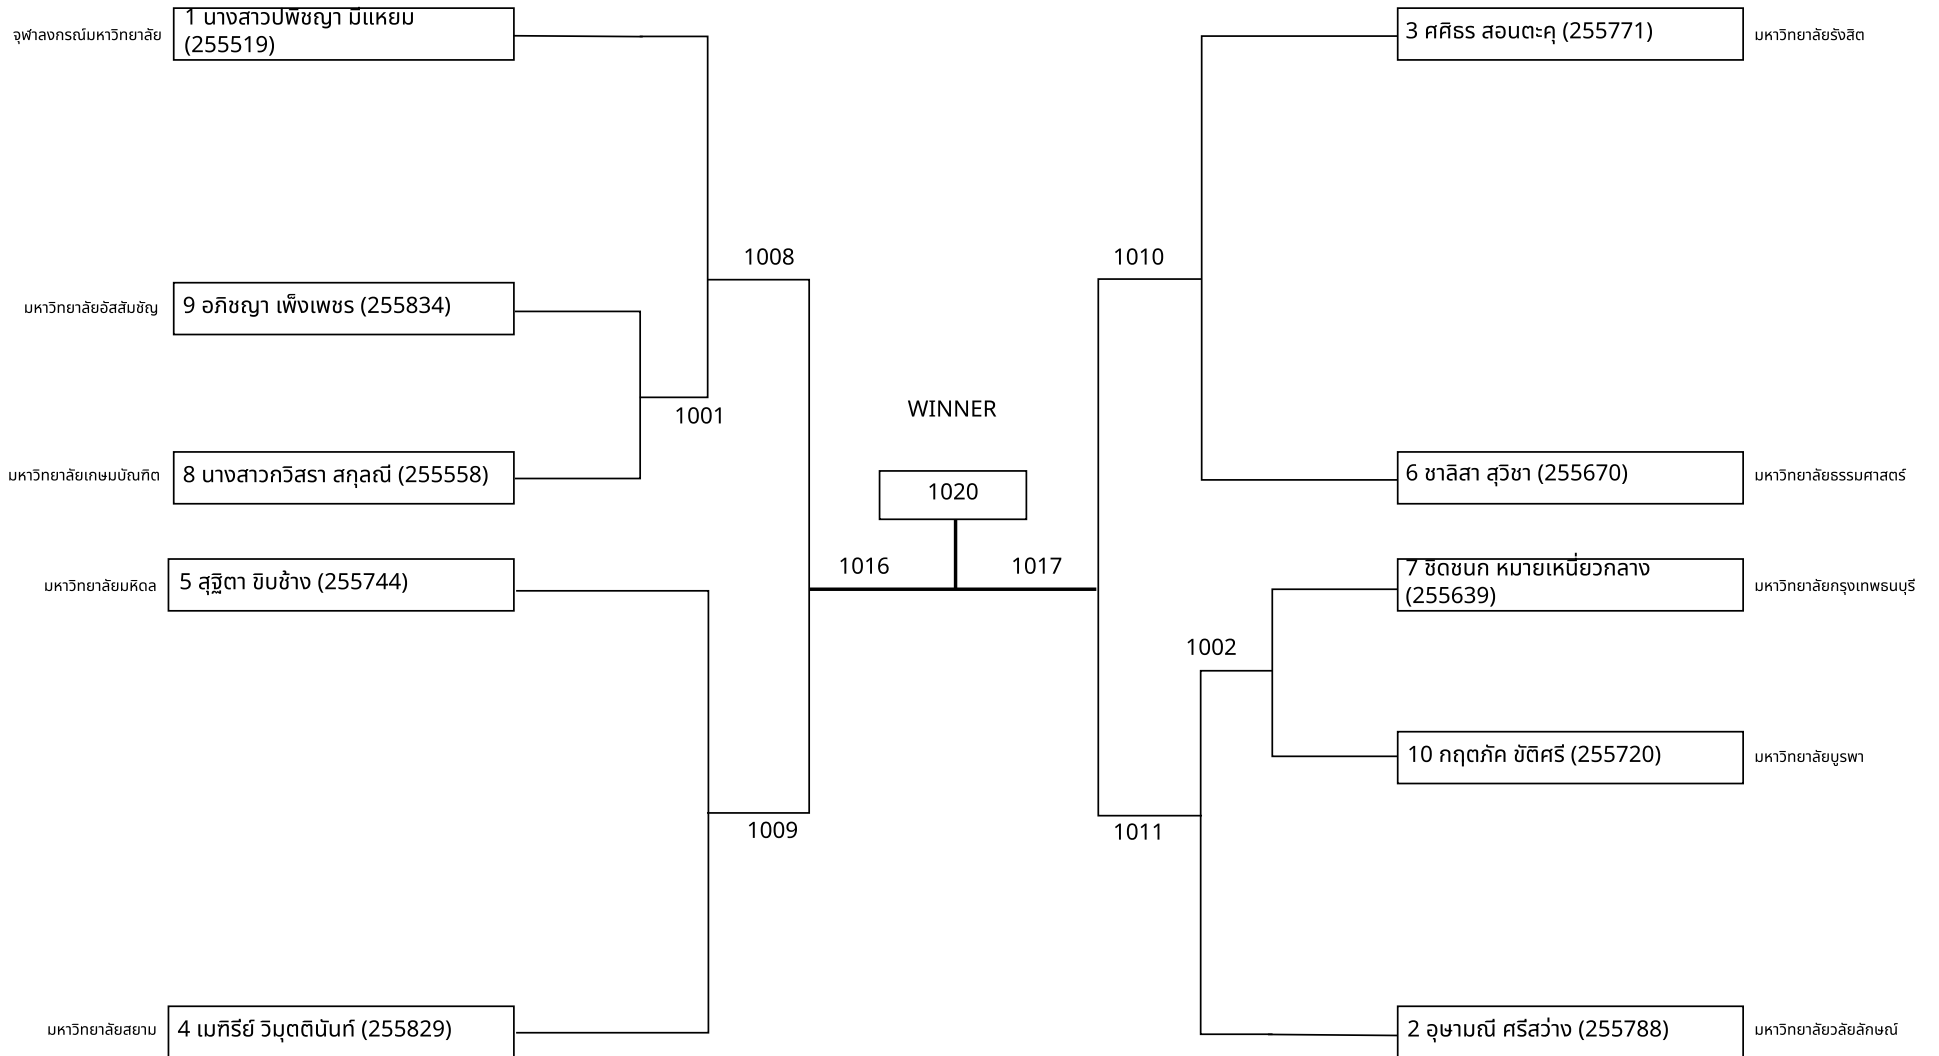 จุฬาลงกรณ์มหาวิทยาลัย
1 นางสาวปพิชญา มีแหยม
(255519)
3 ศศิธร สอนตะคุ (255771)
มหาวิทยาลัยรังสิต
1008
1010
มหาวิทยาลัยอัสสัมชัญ
9 อภิชญา เพ็งเพชร (255834)
1001
WINNER
มหาวิทยาลัยเกษมบัณฑิต
8 นางสาวกวิสรา สกุลณี (255558)
1020
6 ชาลิสา สุวิชา (255670)
มหาวิทยาลัยธรรมศาสตร์
1016
1017
มหาวิทยาลัยมหิดล
5 สุฐิตา ขิบช้าง (255744)
7 ชิดชนก หมายเหนี่ยวกลาง
(255639)
มหาวิทยาลัยกรุงเทพธนบุรี
1002
10 กฤตภัค ขัติศรี (255720)
มหาวิทยาลัยบูรพา
1009
1011
มหาวิทยาลัยสยาม
4 เมฑิรีย์ วิมุตตินันท์ (255829)
2 อุษามณี ศรีสว่าง (255788)
มหาวิทยาลัยวลัยลักษณ์